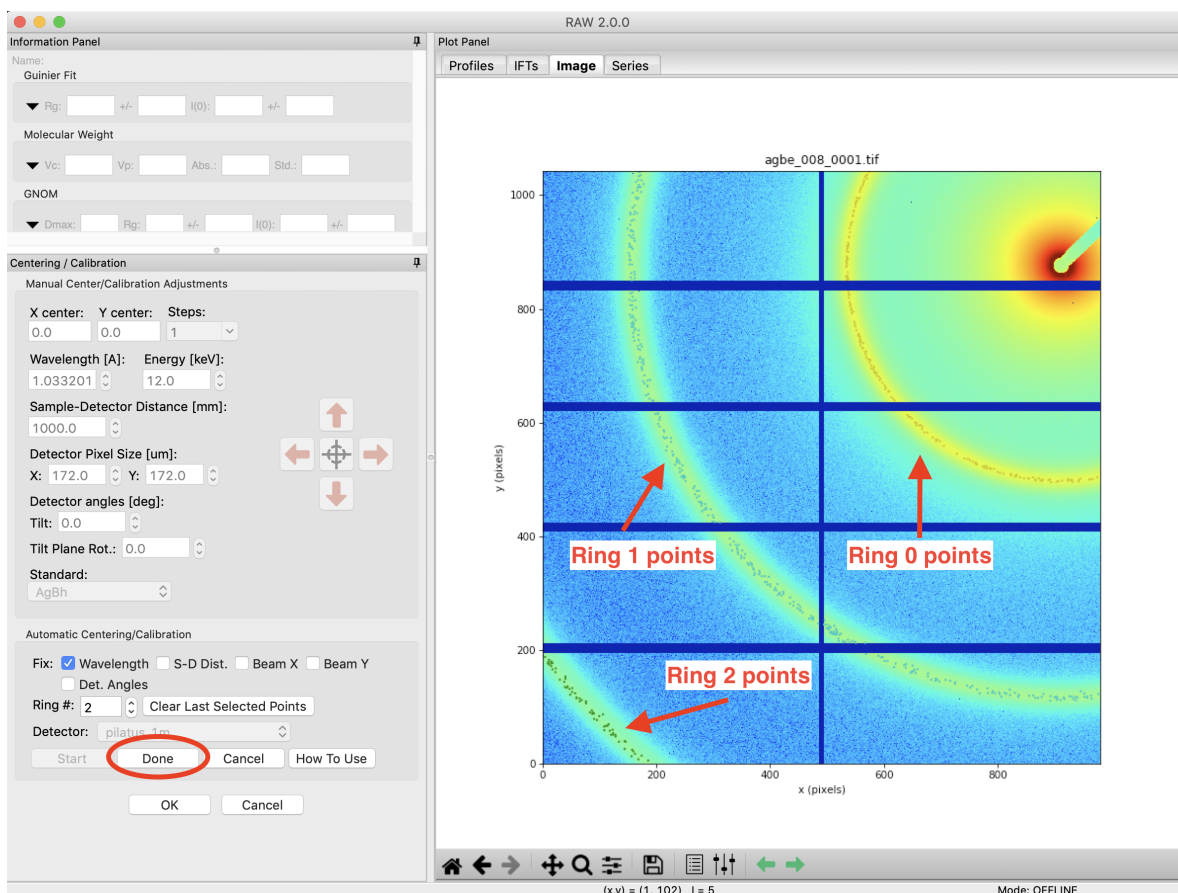 RAW 2.0.0
Information Panel
Name:
Guinier Fit
Rg: +/- I(0): +/-
Molecular Weight
Vc: Vp: Abs.: Std.:
GNOM
Dmax: Rg: +/- I(0): +/-
Centering / Calibration
Manual Center/Calibration Adjustments
X center: Y center: Steps:
0.0 0.0 1
Wavelength [A]: Energy [keV]:
1.033201 12.0
Sample-Detector Distance [mm]:
1000.0
Detector Pixel Size [um]:
X: 172.0 Y: 172.0
Detector angles [deg]:
Tilt: 0.0
Tilt Plane Rot.: 0.0
Standard:
AgBh
Automatic Centering/Calibration
Fix: Wavelength S-D Dist. Beam X Beam Y
Det. Angles
Ring #: 2 Clear Last Selected Points
Detector: pilatus_1m
Start Done Cancel How To Use
OK Cancel
Plot Panel
Profiles IFTs Image Series
agbe_008_0001.tif
1000
800
600
400
200
0
y (pixels)
Ring 1 points
Ring 0 points
Ring 2 points
0 200 400 600 800
x (pixels)
(x,y) = (1, 102), I = 5
Mode: OFFLINE